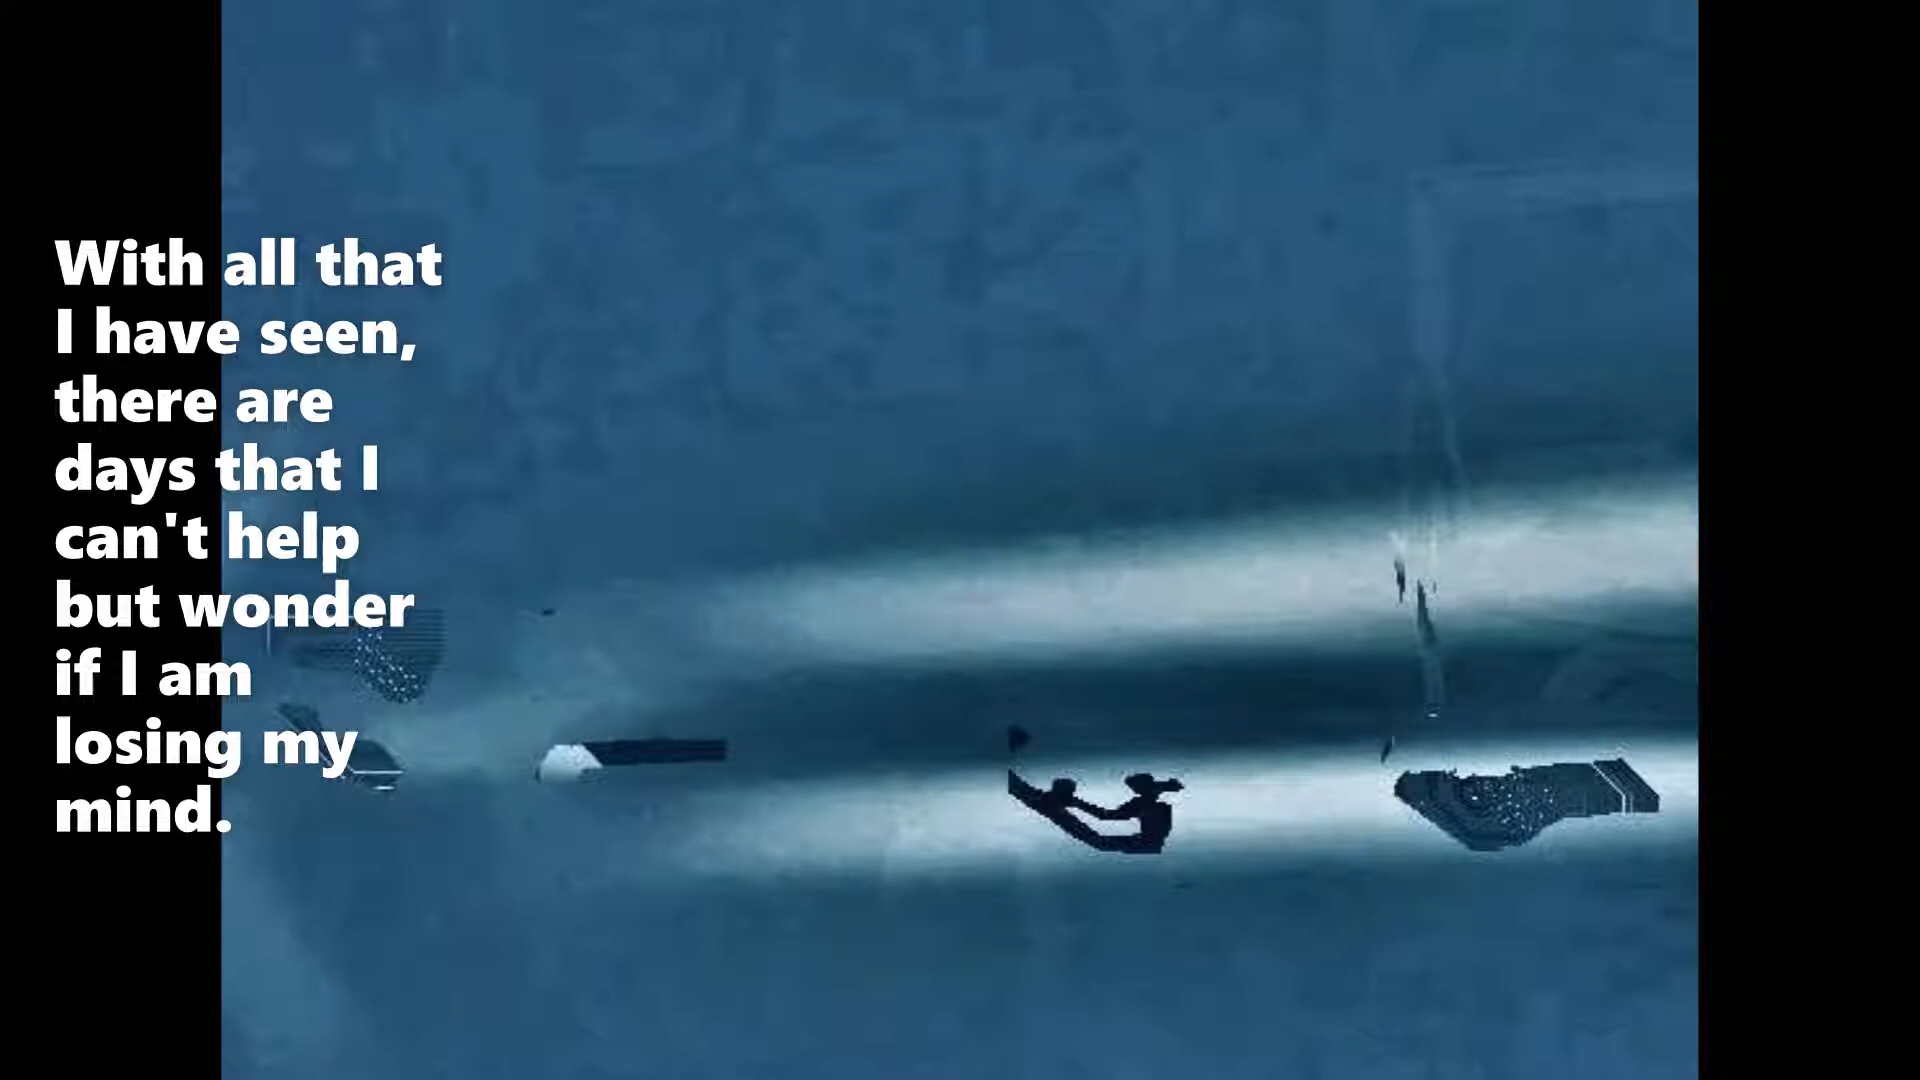 With all that
I have seen,
there are
days that I
can't help
but wonder
if I am
losing my
mind.